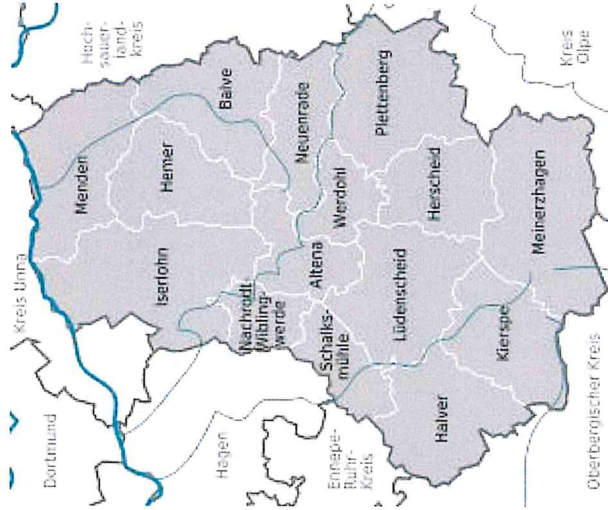 Hoch-
sauer-
land-
kreis
Kreis Unna
Dortmund
Menden
Hemer
Balve
Iserlohn
Neuenrade
Hagen
Nachrodt-
Wibling-
werde
Altena
Werdohl
Plettenberg
Schalks-
mühle
Ennepe-
Ruhr-
Kreis
Lüdenscheid
Herscheid
Kreis
Olpe
Halver
Kierspe
Meinerzhagen
Oberbergischer Kreis